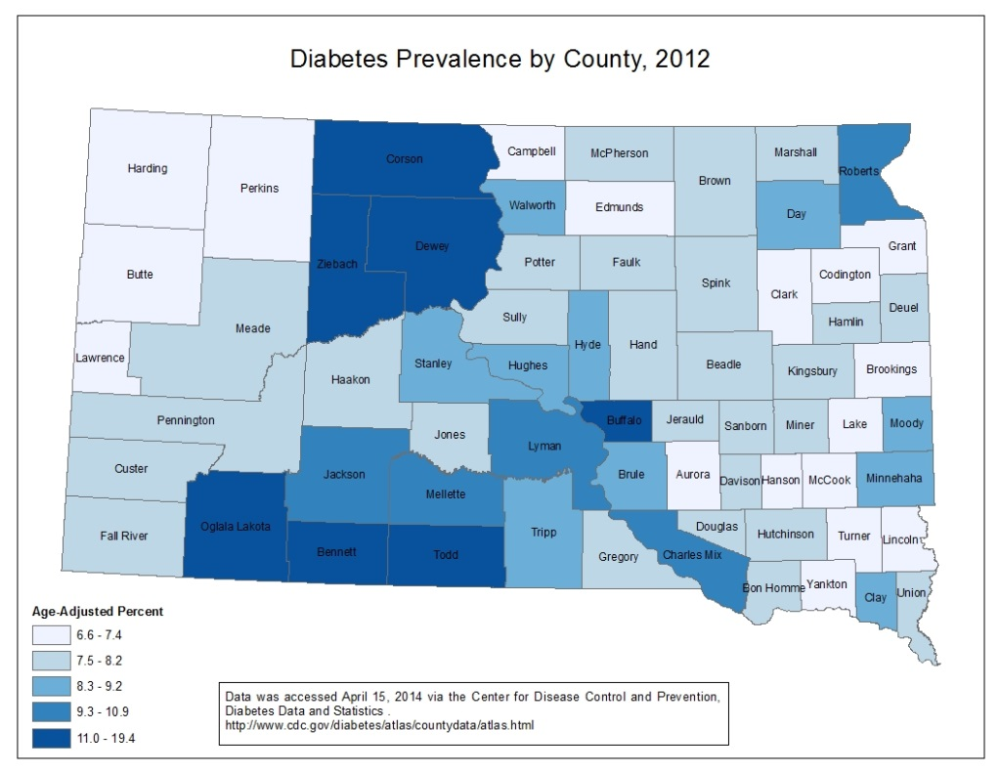 Diabetes Prevalence by County, 2012
Harding
Perkins
Corson
Campbell
McPherson
Brown
Marshall
Roberts
Walworth
Edmunds
Day
Butte
Ziebach
Dewey
Potter
Faulk
Spink
Clark
Codington
Grant
Meade
Sully
Hamlin
Deuel
Lawrence
Haakon
Stanley
Hughes
Hyde
Hand
Beadle
Kingsbury
Brookings
Pennington
Jones
Lyman
Buffalo
Jerauld
Sanborn
Miner
Lake
Moody
Custer
Jackson
Mellette
Brule
Aurora
Davison
Hanson
McCook
Minnehaha
Fall River
Oglala Lakota
Bennett
Todd
Tripp
Gregory
Charles Mix
Douglas
Hutchinson
Turner
Lincoln
Bon Homme
Yankton
Clay
Union
Age-Adjusted Percent
6.6 - 7.4
7.5 - 8.2
8.3 - 9.2
9.3 - 10.9
11.0 - 19.4
Data was accessed April 15, 2014 via the Center for Disease Control and Prevention,
Diabetes Data and Statistics .
http://www.cdc.gov/diabetes/atlas/countydata/atlas.html